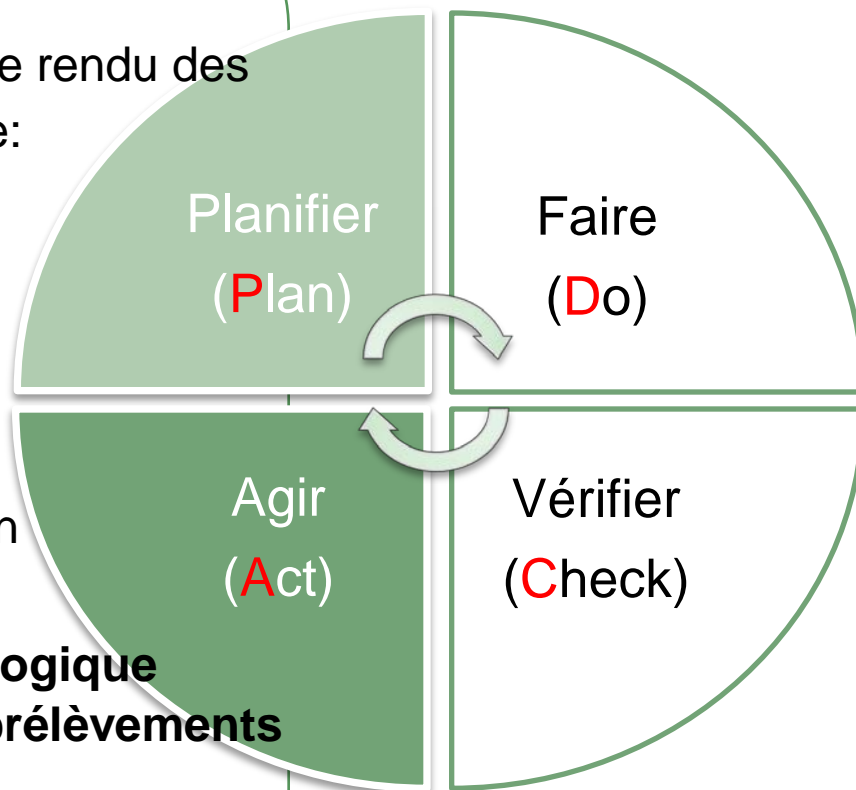 e rendu des
e:
Planifier
(Plan)
Faire
(Do)
Agir
(Act)
Vérifier
(Check)
n
ogique
prélèvements